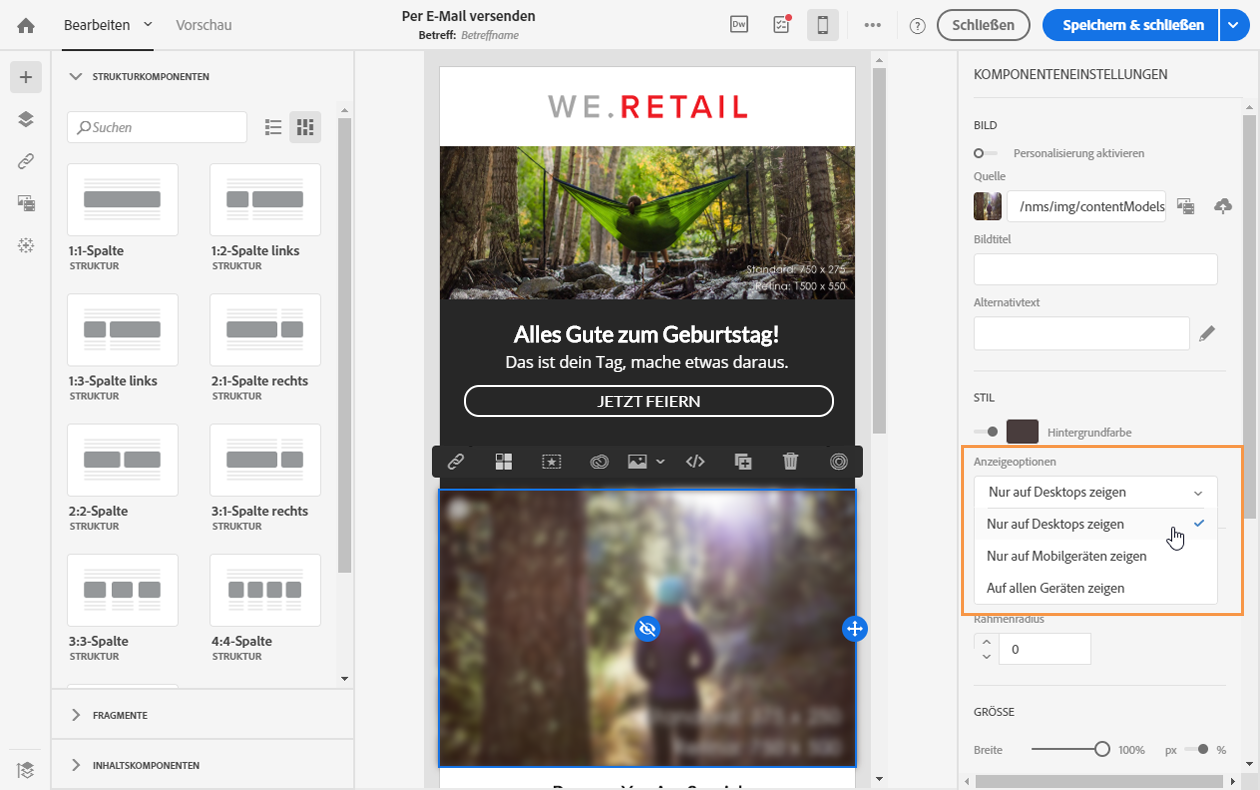 Bearbeiten
Vorschau
Per E-Mail versenden
Betreff: Betreffname
Dw
Schließen
Speichern & schließen
STRUKTURKOMPONENTEN
Suchen
1:1-Spalte
STRUKTUR
1:2-Spalte links
STRUKTUR
1:3-Spalte links
STRUKTUR
2:1-Spalte rechts
STRUKTUR
2:2-Spalte
STRUKTUR
3:1-Spalte rechts
STRUKTUR
3:3-Spalte
STRUKTUR
4:4-Spalte
STRUKTUR
FRAGMENTE
INHALTSKOMPONENTEN
WE.RETAIL
Standard: 750 x 275
Retina: 1500 x 550
Alles Gute zum Geburtstag!
Das ist dein Tag, mache etwas daraus.
JETZT FEIERN
KOMPONENTENEINSTELLUNGEN
BILD
Personalisierung aktivieren
Quelle
/nms/img/contentModels
Bildtitel
Alternativtext
STIL
Hintergrundfarbe
Anzeigeoptionen
Nur auf Desktops zeigen
Nur auf Desktops zeigen
Nur auf Mobilgeräten zeigen
Auf allen Geräten zeigen
Rahmenradius
0
GRÖSSE
Breite
100%
px
%